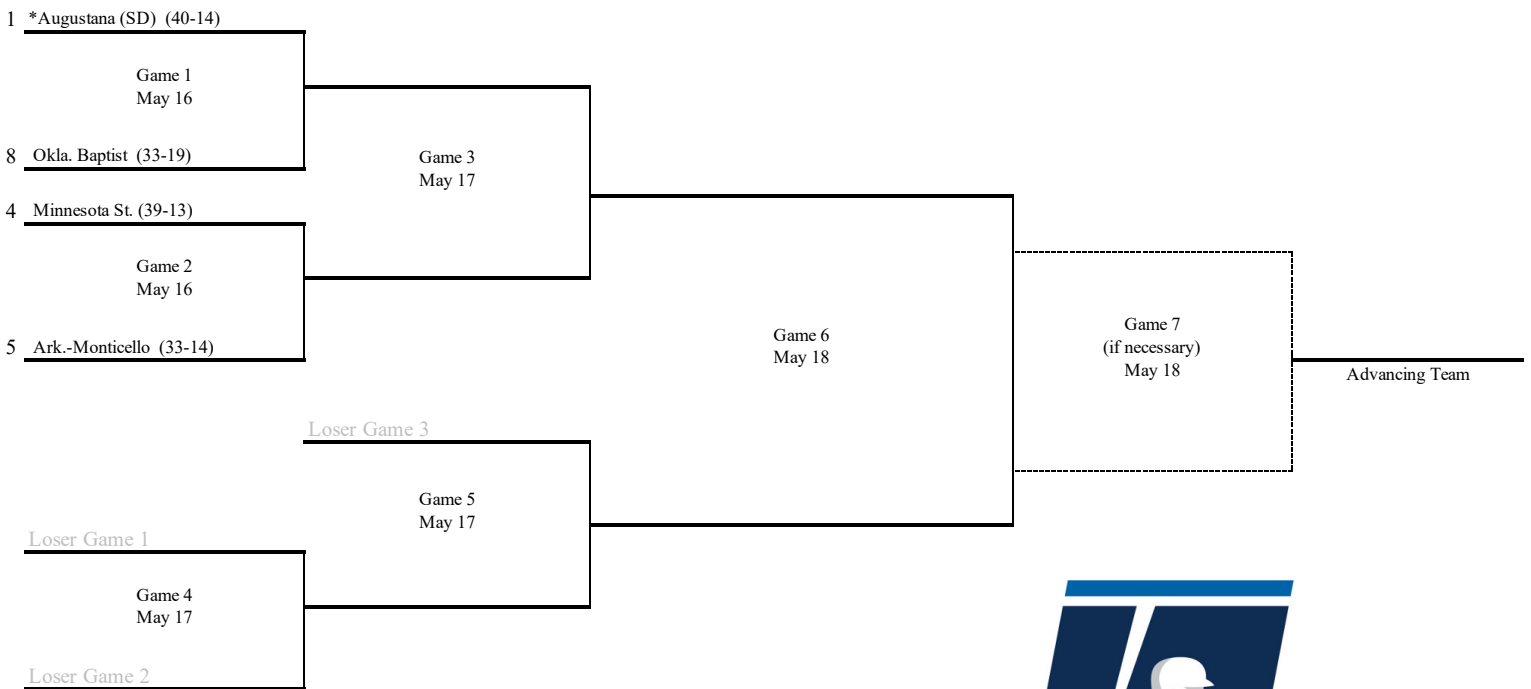 1 *Augustana (SD) (40-14)
Game 1
May 16
8 Okla. Baptist (33-19)
4 Minnesota St. (39-13)
Game 2
May 16
5 Ark.-Monticello (33-14)
Game 3
May 17
Loser Game 3
Game 5
May 17
Loser Game 1
Game 4
May 17
Loser Game 2
Game 6
May 18
Game 7
(if necessary)
May 18
Advancing Team